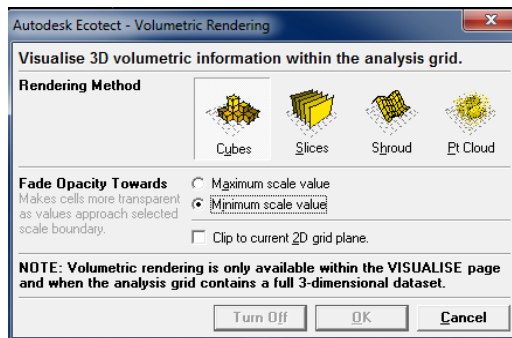 Autodesk Ecotect - Volumetric Rendering
X
Visualise 3D volumetric information within the analysis grid.
Rendering Method
Cubes
Slices
Shroud
Pt Cloud
Fade Opacity Towards
Maximum scale value
Makes cells more transparent
as values approach selected
scale boundary.
Minimum scale value
Clip to current 2D grid plane.
NOTE: Volumetric rendering is only available within the VISUALISE page
and when the analysis grid contains a full 3-dimensional dataset.
Turn Off
OK
Cancel